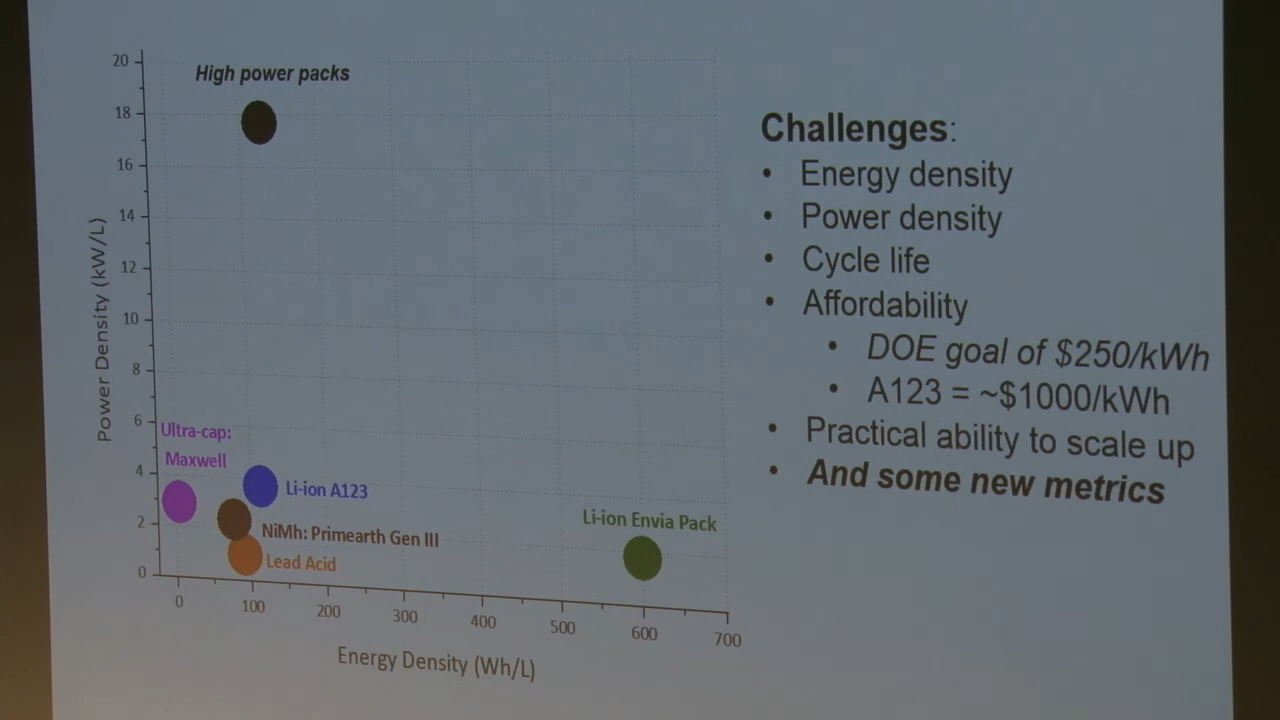 High power packs
20
18
16
14
12
10
8
6
4
2
0
Power Density (kW/L)
Ultra-cap:
Maxwell
Li-ion A123
NiMh: Primearth Gen III
Lead Acid
Li-ion Envia Pack
0 100 200 300 400 500 600 700
Energy Density (Wh/L)
Challenges:
• Energy density
• Power density
• Cycle life
• Affordability
• DOE goal of $250/kWh
• A123 = ~$1000/kWh
• Practical ability to scale up
• And some new metrics